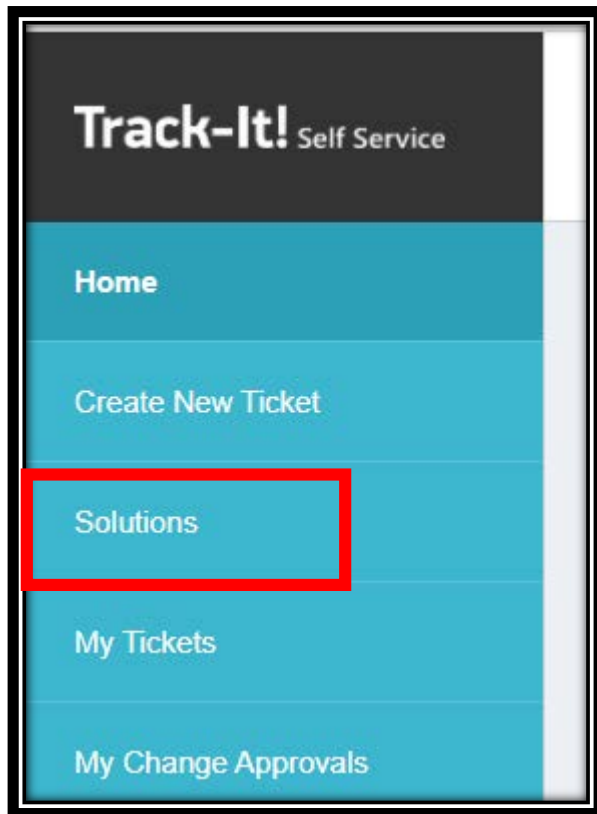 Track-It! Self Service
Home
Create New Ticket
Solutions
My Tickets
My Change Approvals